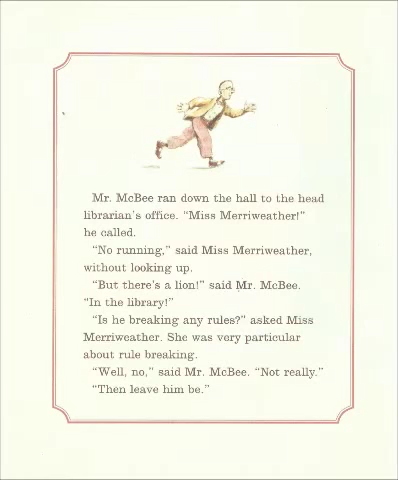 Mr. McBee ran down the hall to the head
librarian's office. "Miss Merriweather!"
he called.
"No running," said Miss Merriweather,
without looking up.
"But there's a lion!" said Mr. McBee.
"In the library!"
"Is he breaking any rules?" asked Miss
Merriweather. She was very particular
about rule breaking.
"Well, no," said Mr. McBee. "Not really."
"Then leave him be."